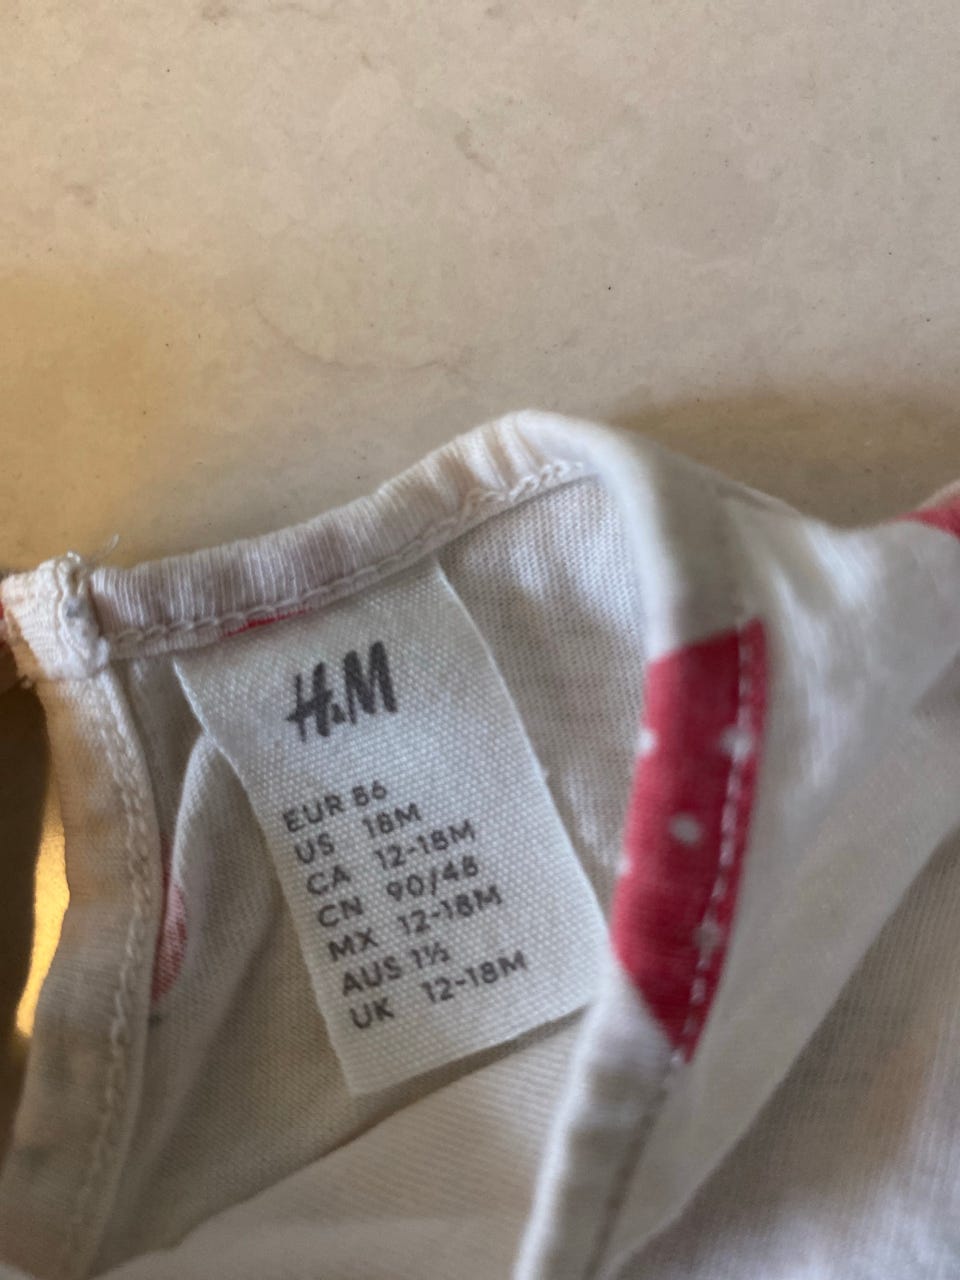 H&M
EUR 86
US 18M
CA 12-18M
CN 90/48
MX 12-18M
AUS 1½
UK 12-18M